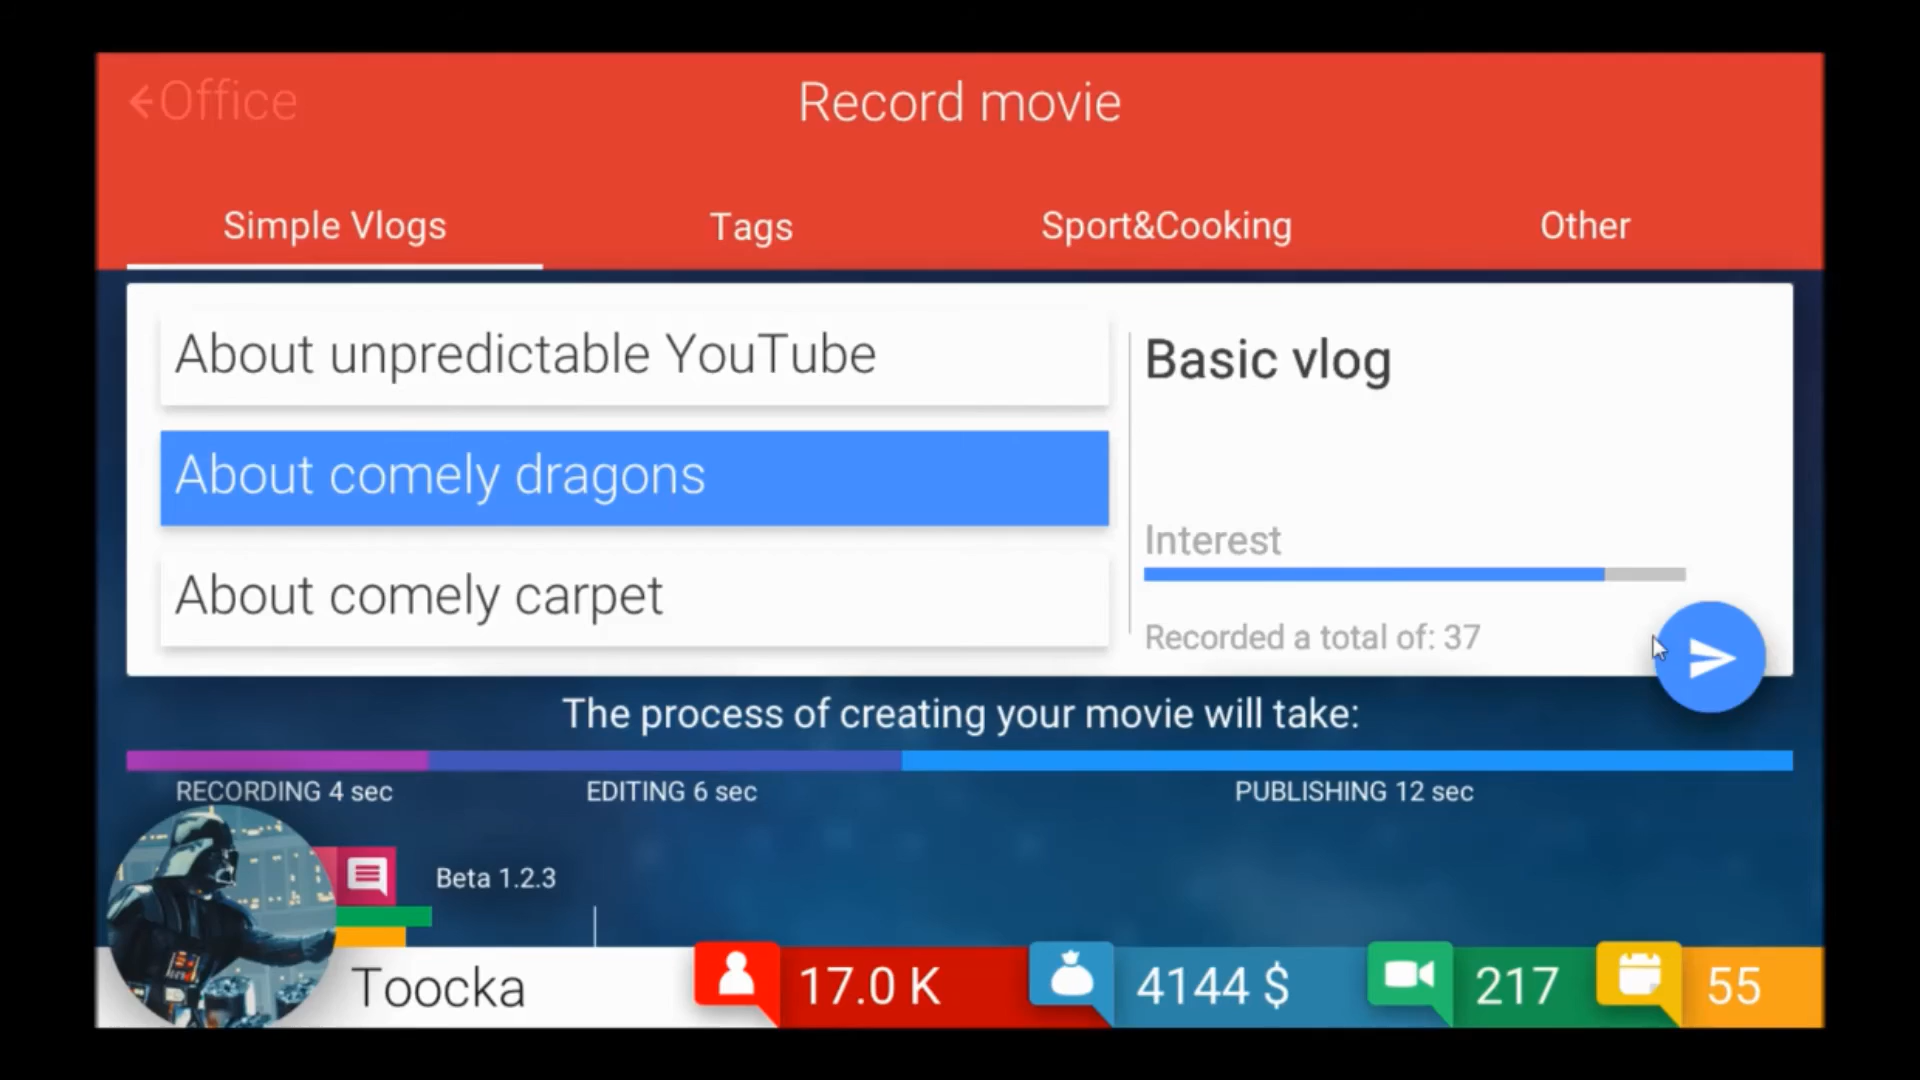 Office
Record movie
Simple Vlogs
Tags
Sport&Cooking
Other
About unpredictable YouTube
About comely dragons
About comely carpet
Basic vlog
Interest
Recorded a total of: 37
The process of creating your movie will take:
RECORDING 4 sec
EDITING 6 sec
PUBLISHING 12 sec
Beta 1.2.3
Toocka
17.0 K
4144 $
217
55